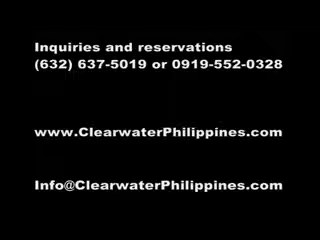 Inquiries and reservations
(632) 637-5019 or 0919-552-0328
www.ClearwaterPhilippines.com
Info@ClearwaterPhilippines.com